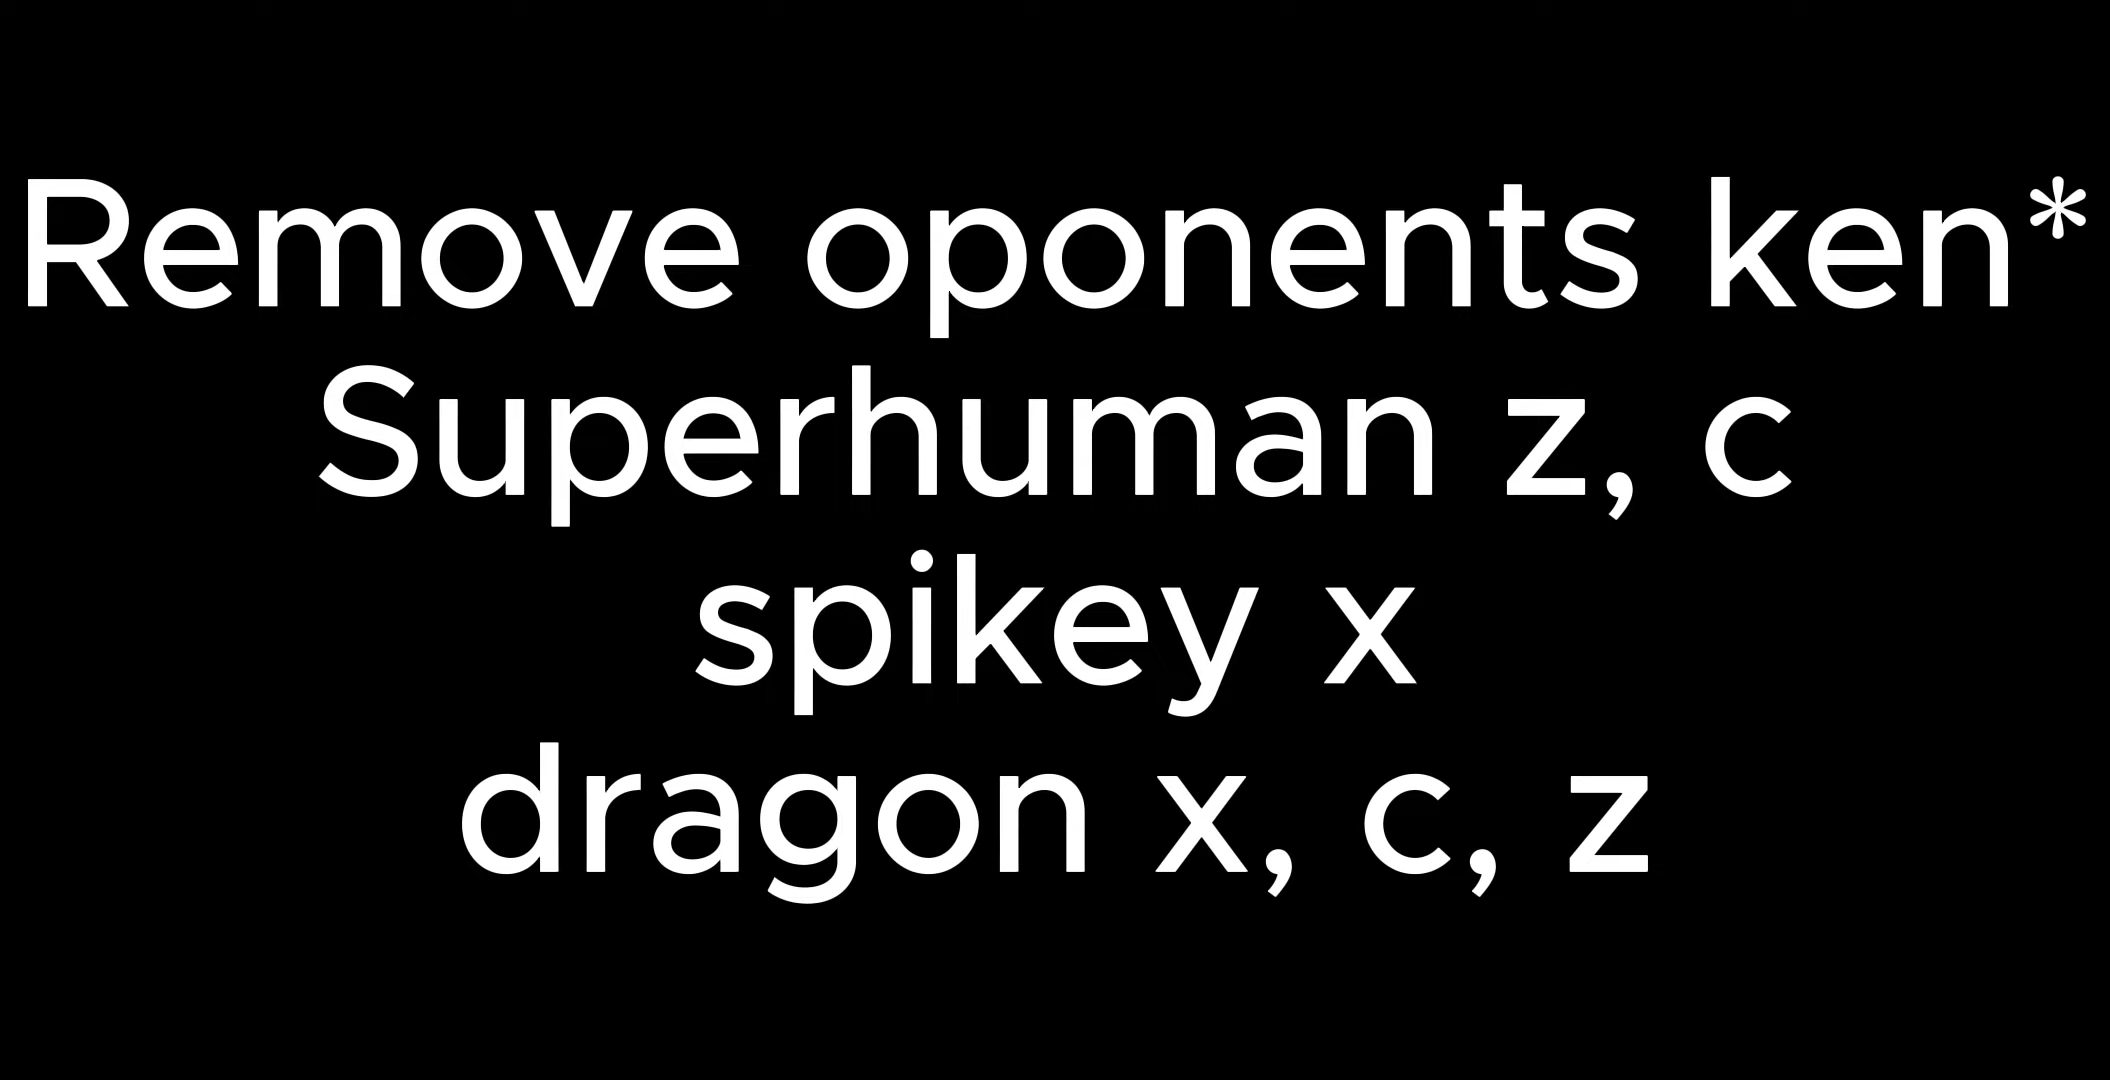 Remove oponents ken*
Superhuman z, c
spikey x
dragon x, c, z